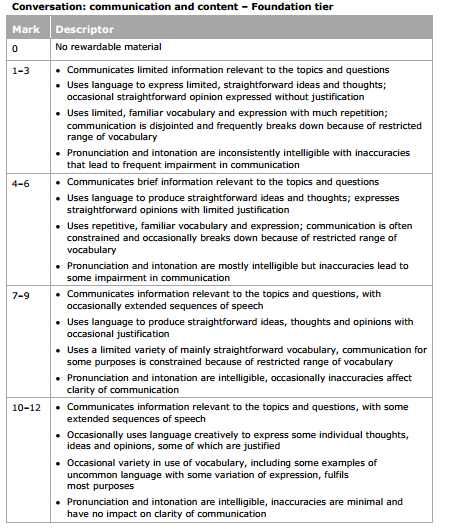 Conversation: communication and content – Foundation tier
Mark Descriptor
0 No rewardable material
1–3 • Communicates limited information relevant to the topics and questions
• Uses language to express limited, straightforward ideas and thoughts;
occasional straightforward opinion expressed without justification
• Uses limited, familiar vocabulary and expression with much repetition;
communication is disjointed and frequently breaks down because of restricted
range of vocabulary
• Pronunciation and intonation are inconsistently intelligible with inaccuracies
that lead to frequent impairment in communication
4–6 • Communicates brief information relevant to the topics and questions
• Uses language to produce straightforward ideas and thoughts; expresses
straightforward opinions with limited justification
• Uses repetitive, familiar vocabulary and expression; communication is often
constrained and occasionally breaks down because of restricted range of
vocabulary
• Pronunciation and intonation are mostly intelligible but inaccuracies lead to
some impairment in communication
7–9 • Communicates information relevant to the topics and questions, with
occasionally extended sequences of speech
• Uses language to produce straightforward ideas, thoughts and opinions with
occasional justification
• Uses a limited variety of mainly straightforward vocabulary, communication for
some purposes is constrained because of restricted range of vocabulary
• Pronunciation and intonation are intelligible, occasionally inaccuracies affect
clarity of communication
10–12 • Communicates information relevant to the topics and questions, with some
extended sequences of speech
• Occasionally uses language creatively to express some individual thoughts,
ideas and opinions, some of which are justified
• Occasional variety in use of vocabulary, including some examples of
uncommon language with some variation of expression, fulfils
most purposes
• Pronunciation and intonation are intelligible, inaccuracies are minimal and
have no impact on clarity of communication